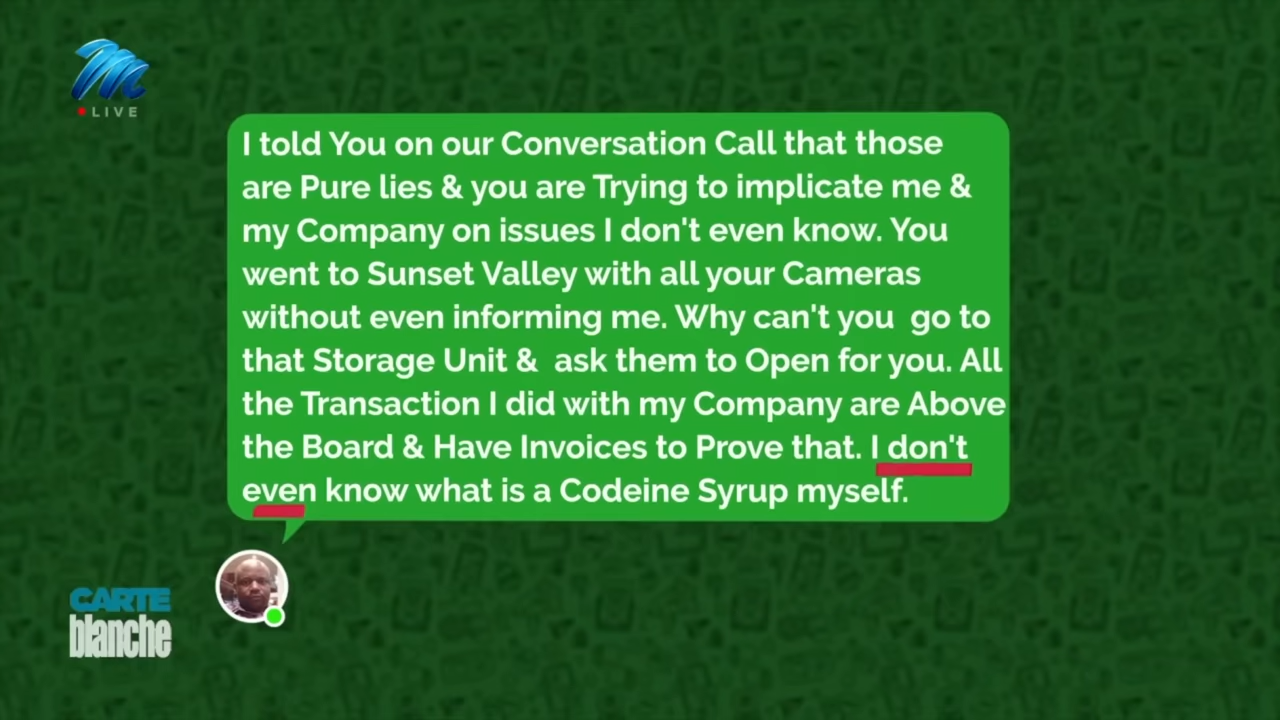 LIVE
I told You on our Conversation Call that those
are Pure lies & you are Trying to implicate me &
my Company on issues I don't even know. You
went to Sunset Valley with all your Cameras
without even informing me. Why can't you  go to
that Storage Unit &  ask them to Open for you. All
the Transaction I did with my Company are Above
the Board & Have Invoices to Prove that. I don't
even know what is a Codeine Syrup myself.
CARTE
blanche